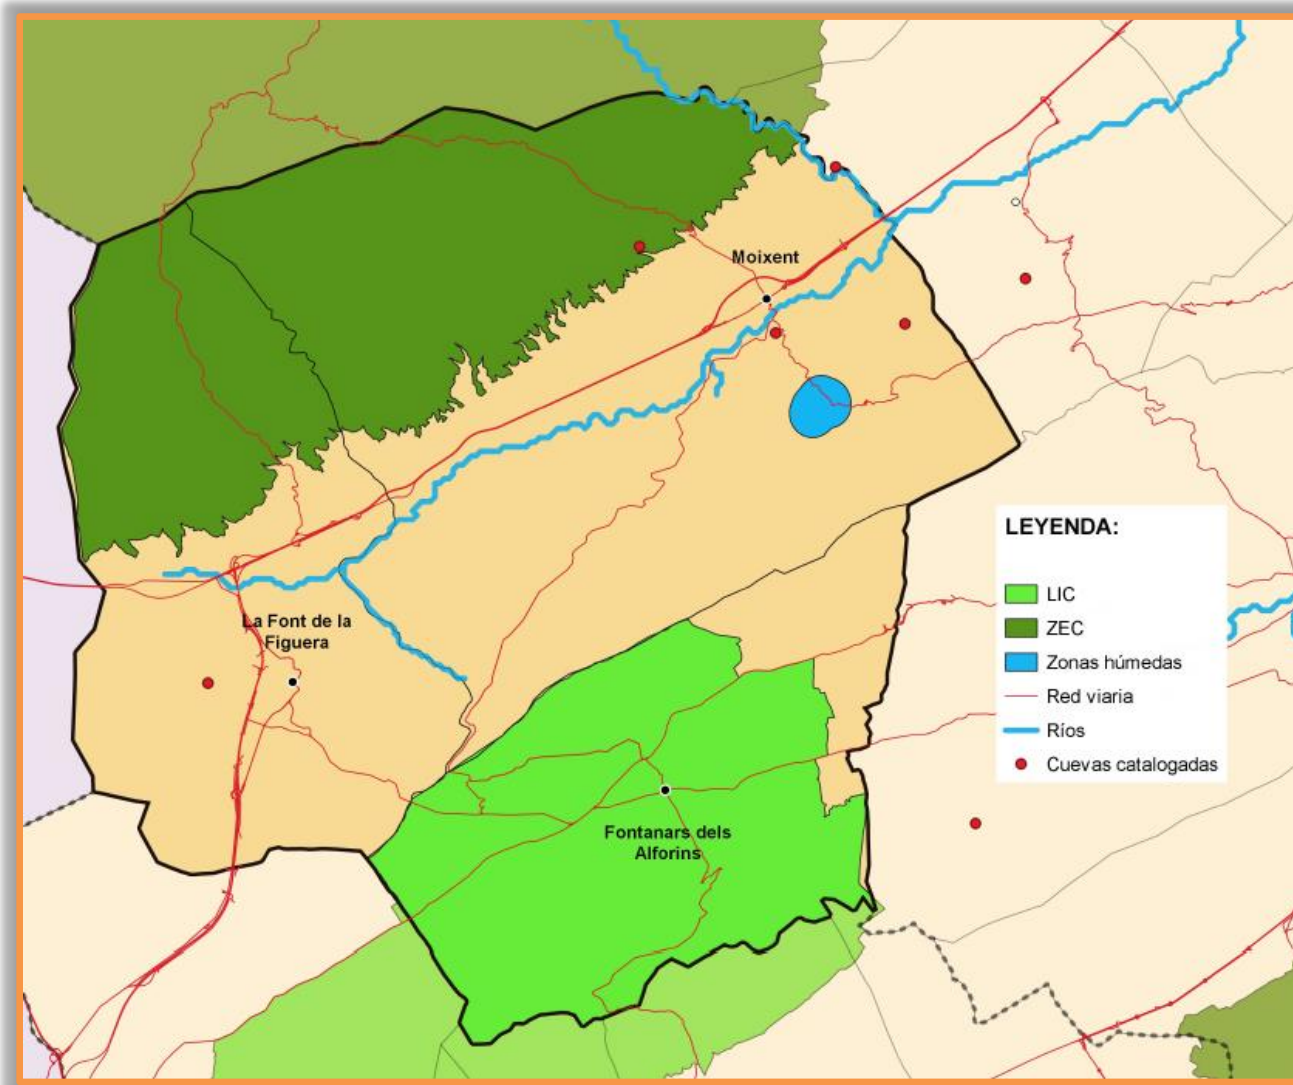 Moixent
La Font de la
Figuera
Fontanars dels
Alforins
LEYENDA:
LIC
ZEC
Zonas húmedas
Red viaria
Ríos
Cuevas catalogadas